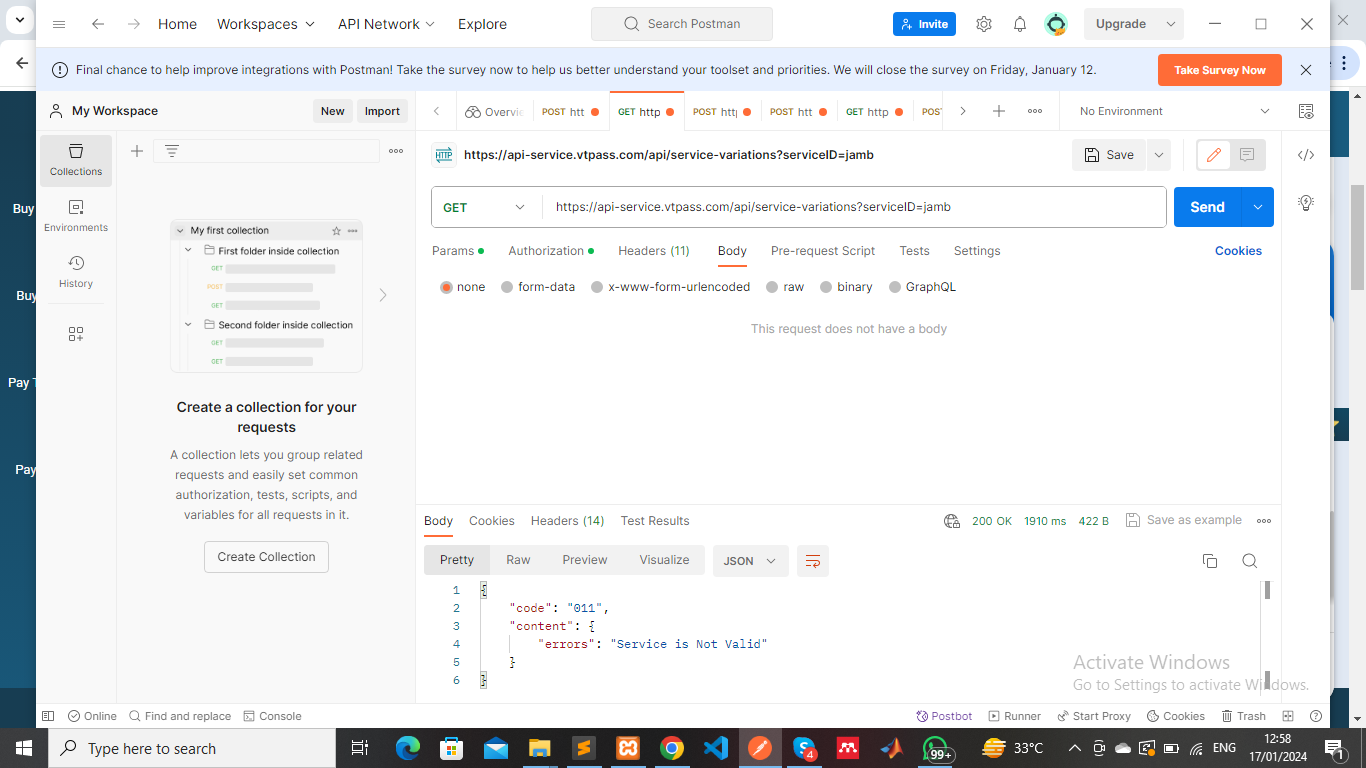 Home
Workspaces
API Network
Explore
Search Postman
Invite
Upgrade
Final chance to help improve integrations with Postman! Take the survey now to help us better understand your toolset and priorities. We will close the survey on Friday, January 12.
Take Survey Now
My Workspace
New
Import
Overvi
POST htt
GET http
POST http
POST htt
GET http
POST
No Environment
Collections
Environments
History
Buy
Buy
Pay T
Pay
My first collection
First folder inside collection
GET
POST
GET
Second folder inside collection
GET
GET
Create a collection for your
requests
A collection lets you group related
requests and easily set common
authorization, tests, scripts, and
variables for all requests in it.
Create Collection
HTTP
https://api-service.vtpass.com/api/service-variations?serviceID=jamb
Save
GET
https://api-service.vtpass.com/api/service-variations?serviceID=jamb
Send
Params
Authorization
Headers (11)
Body
Pre-request Script
Tests
Settings
Cookies
none
form-data
x-www-form-urlencoded
raw
binary
GraphQL
This request does not have a body
Body
Cookies
Headers (14)
Test Results
200 OK
1910 ms
422 B
Save as example
Pretty
Raw
Preview
Visualize
JSON
1 {
2 "code": "011",
3 "content": {
4 "errors": "Service is Not Valid"
5 }
6 }
Activate Windows
Go to Settings to activate Windows.
Online
Find and replace
Console
Postbot
Runner
Start Proxy
Cookies
Trash
Type here to search
4
99+
33°C
ENG
12:58
17/01/2024
1